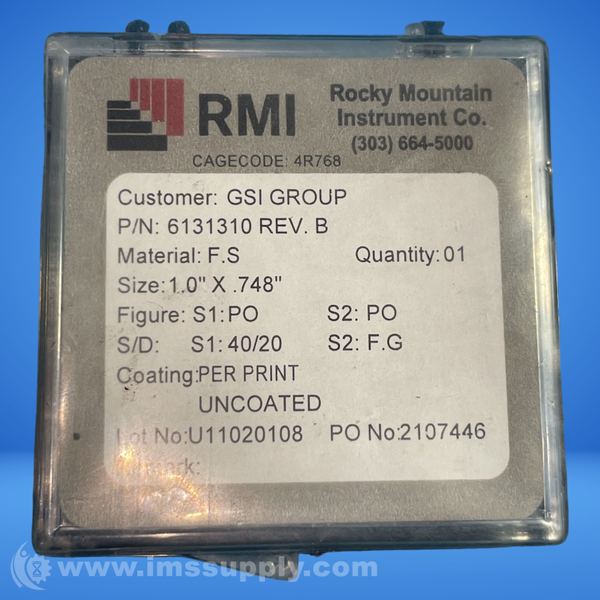 RMI
Rocky Mountain
Instrument Co.
(303) 664-5000
CAGECODE: 4R768
Customer: GSI GROUP
P/N: 6131310 REV. B
Material: F.S Quantity: 01
Size: 1.0" X .748"
Figure: S1: PO S2: PO
S/D: S1: 40/20 S2: F.G
Coating: PER PRINT
UNCOATED
Lot No: U11020108 PO No: 2107446
www.imssupply.com